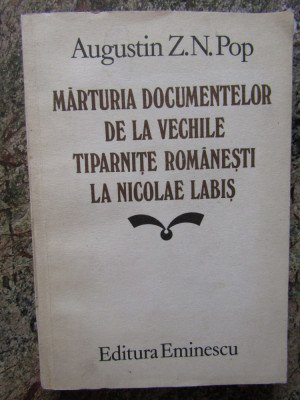 Augustin Z.N. Pop
MĂRTURIA DOCUMENTELOR
DE LA VECHILE
TIPARNIȚE ROMÂNEȘTI
LA NICOLAE LABIȘ
Editura Eminescu